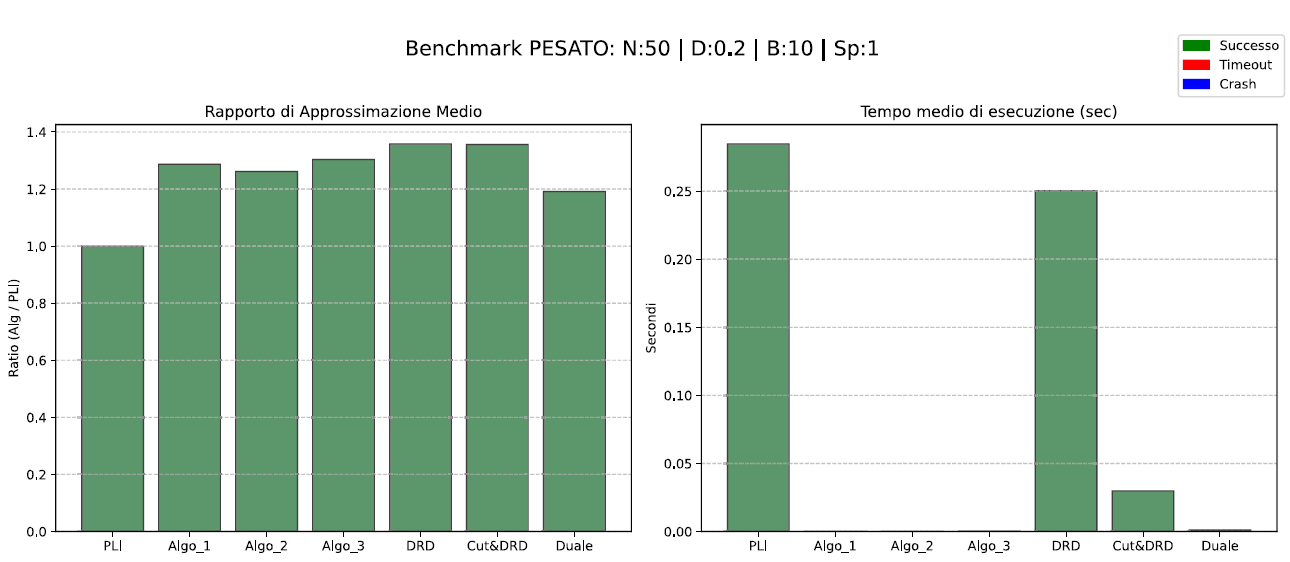 Benchmark PESATO: N:50 | D:0.2 | B:10 | Sp:1
Successo
Timeout
Crash
Rapporto di Approssimazione Medio
Ratio (Alg / PLI)
1.4
1.2
1.0
0.8
0.6
0.4
0.2
0.0
PLI
Algo_1
Algo_2
Algo_3
DRD
Cut&DRD
Duale
Tempo medio di esecuzione (sec)
Secondi
0.25
0.20
0.15
0.10
0.05
0.00
PLI
Algo_1
Algo_2
Algo_3
DRD
Cut&DRD
Duale